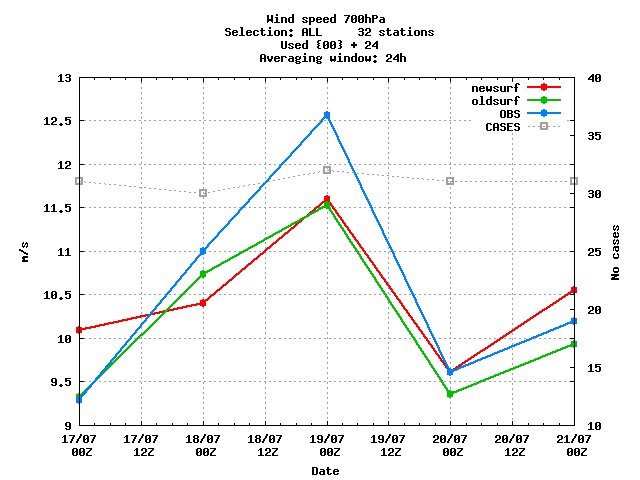 Wind speed 700hPa
Selection: ALL     32 stations
Used {00} + 24
Averaging window: 24h
newsurf
oldsurf
OBS
CASES
m/s
13
12.5
12
11.5
11
10.5
10
9.5
9
40
35
30
25
20
15
10
No cases
17/07 17/07 18/07 18/07 19/07 19/07 20/07 20/07 21/07
00Z 12Z 00Z 12Z 00Z 12Z 00Z 12Z 00Z
Date